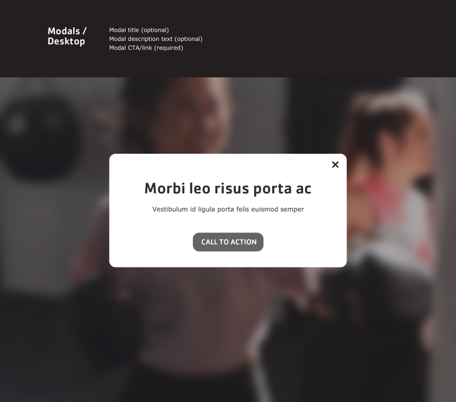 Modals /
Desktop
Modal title (optional)
Modal description text (optional)
Modal CTA/link (required)
Morbi leo risus porta ac
Vestibulum id ligula porta felis euismod semper
CALL TO ACTION